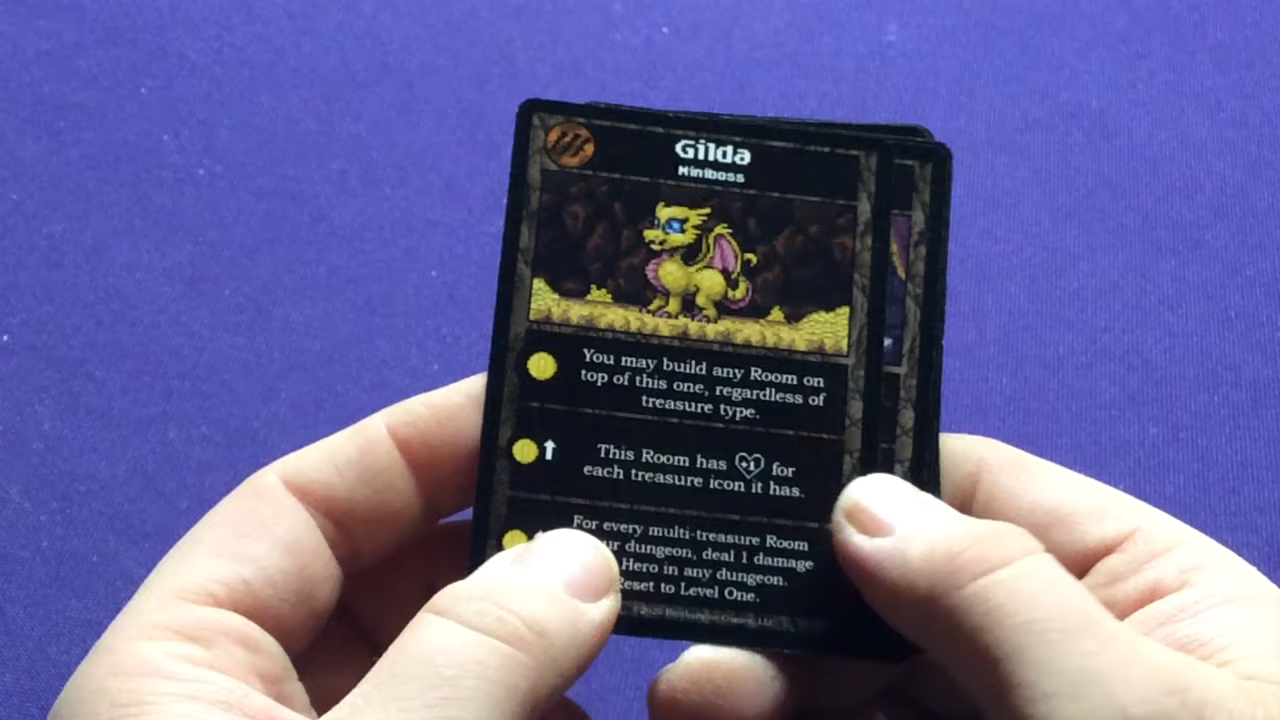 Gilda
Miniboss
You may build any Room on
top of this one, regardless of
treasure type.
This Room has +1 for
each treasure icon it has.
For every multi-treasure Room
dungeon, deal 1 damage
Hero in any dungeon.
Reset to Level One.